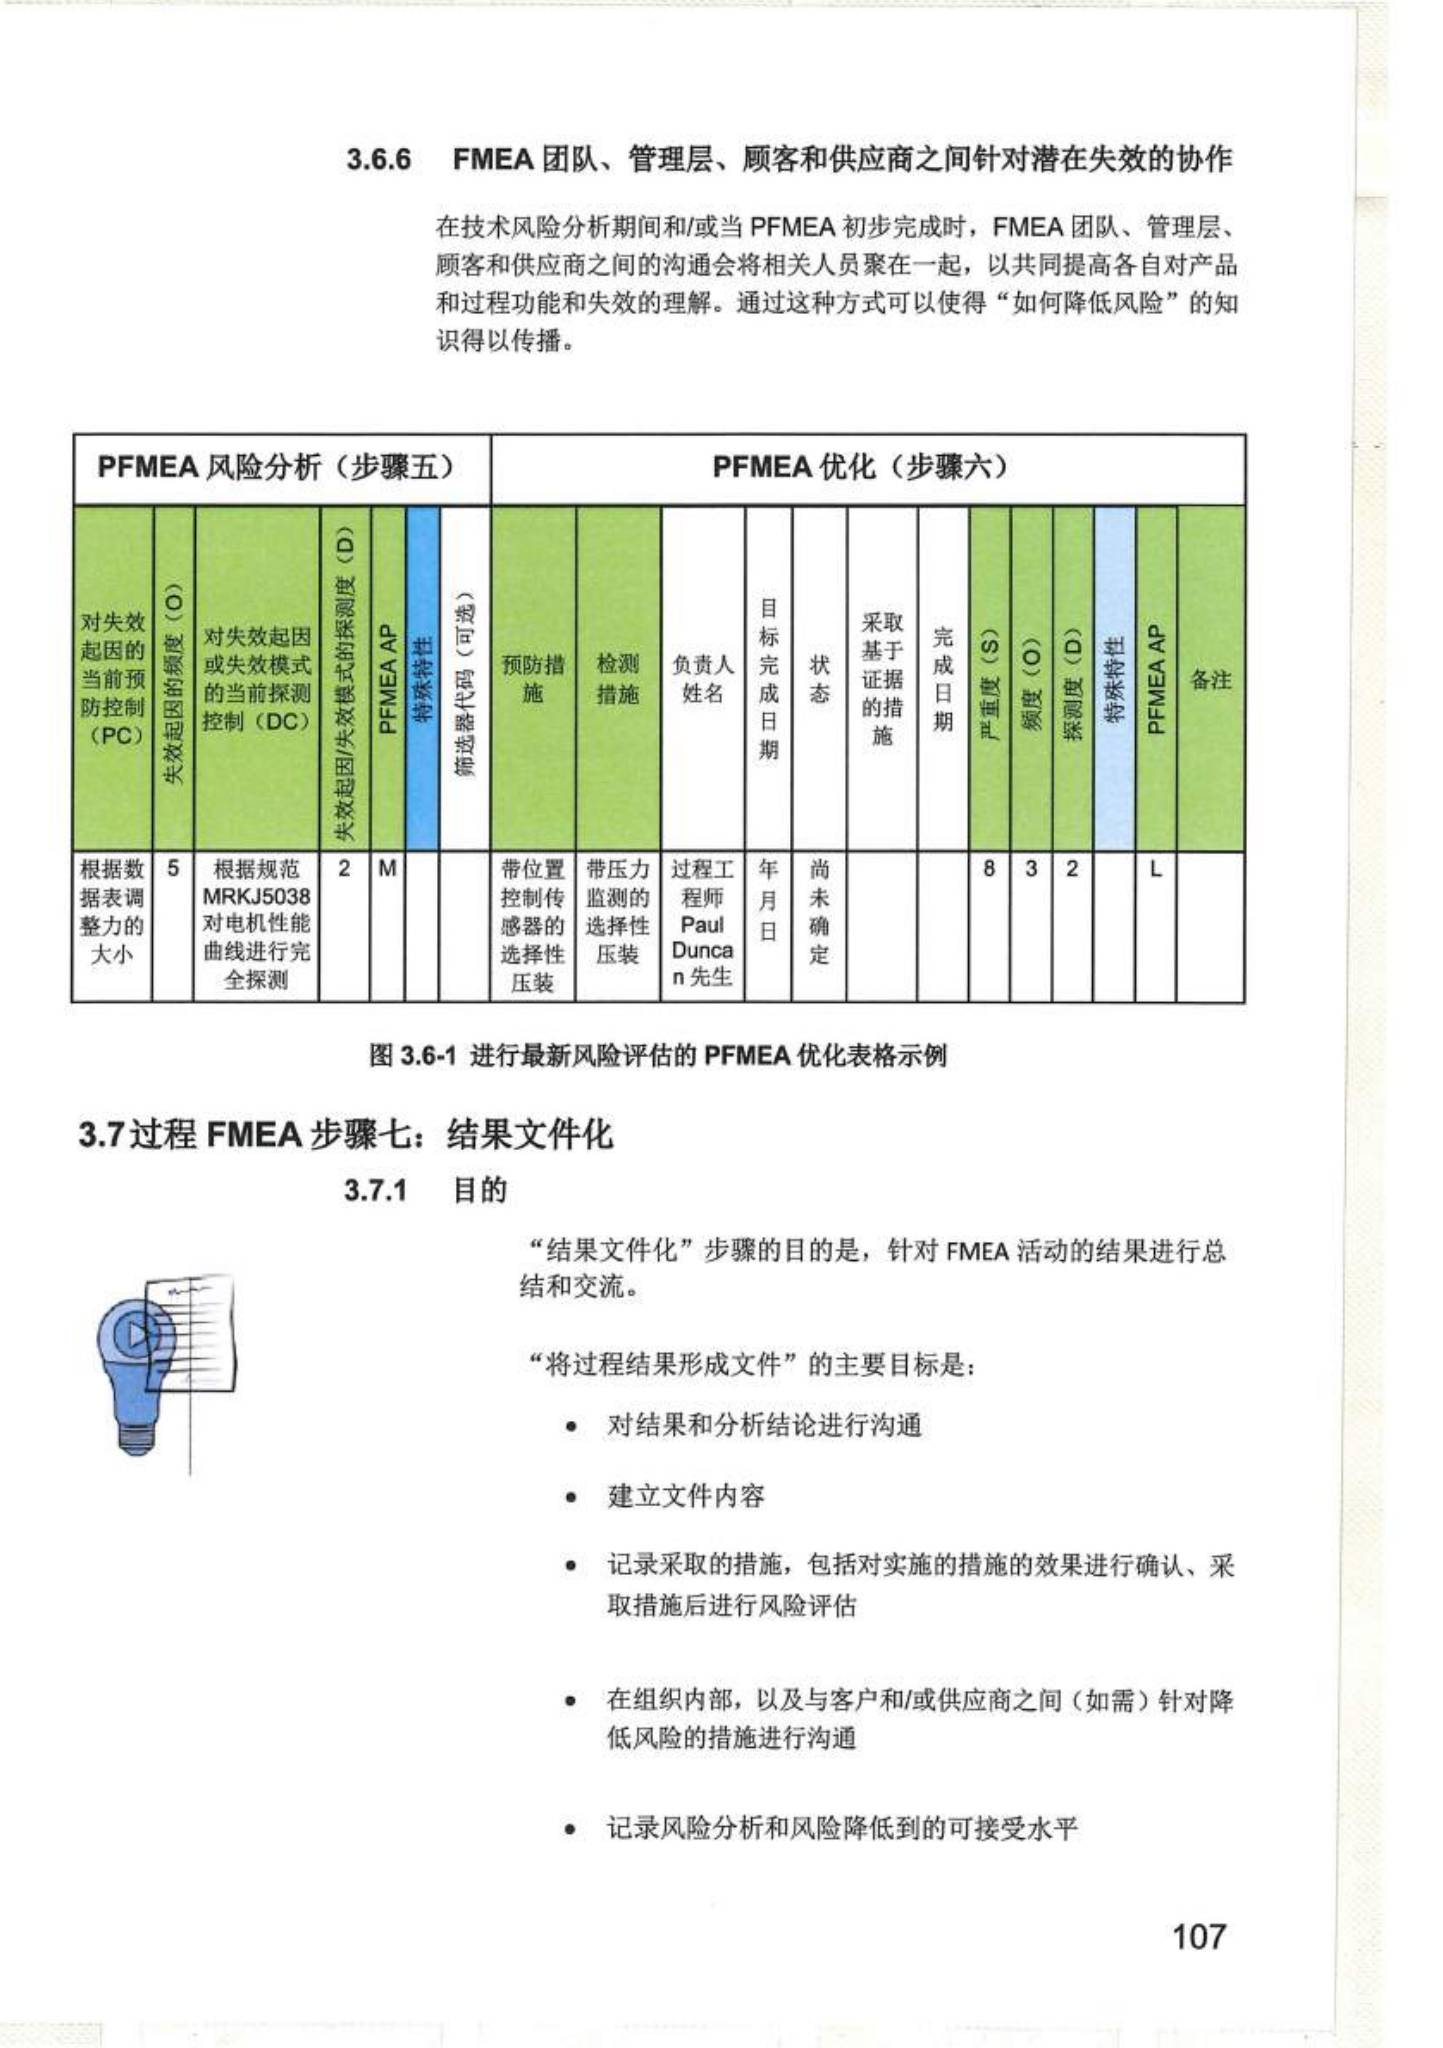 3.6.6 FMEA 团队、管理层、顾客和供应商之间针对潜在失效的协作
在技术风险分析期间和/或当 PFMEA 初步完成时，FMEA 团队、管理层、
顾客和供应商之间的沟通会将相关人员聚在一起，以共同提高各自对产品
和过程功能和失效的理解。通过这种方式可以使得“如何降低风险”的知
识得以传播。
PFMEA 风险分析（步骤五）
PFMEA 优化（步骤六）
对失效
起因的
当前预
防控制
（PC）
失效起因的频度（O）
对失效起因
或失效模式
的当前探测
控制（DC）
失效起因/失效模式的探测度（D）
PFMEA AP
特殊特性
筛选器代码（可选）
预防措
施
检测
措施
负责人
姓名
目
标
完
成
日
期
状
态
采取
基于
证据
的措
施
完
成
日
期
严重度（S）
频度（O）
探测度（D）
特殊特性
PFMEA AP
备注
根据数
据表调
整力的
大小
5
根据规范
MRKJ5038
对电机性能
曲线进行完
全探测
2
M
带位置
控制传
感器的
选择性
压装
带压力
监测的
选择性
压装
过程工
程师
Paul
Dunca
n 先生
年
月
日
尚
未
确
定
8
3
2
L
图 3.6-1 进行最新风险评估的 PFMEA 优化表格示例
3.7过程 FMEA 步骤七：结果文件化
3.7.1 目的
“结果文件化”步骤的目的是，针对 FMEA 活动的结果进行总
结和交流。
“将过程结果形成文件”的主要目标是：
• 对结果和分析结论进行沟通
• 建立文件内容
• 记录采取的措施，包括对实施的措施的效果进行确认、采
取措施后进行风险评估
• 在组织内部，以及与客户和/或供应商之间（如需）针对降
低风险的措施进行沟通
• 记录风险分析和风险降低到的可接受水平
107